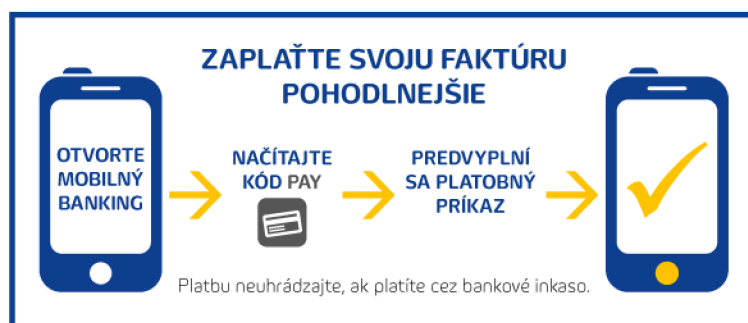 ZAPLAŤTE SVOJU FAKTÚRU
POHODLNEJŠIE
OTVORTE
MOBILNÝ
BANKING
NAČÍTAJTE
KÓD PAY
PREDVYPLNÍ
SA PLATOBNÝ
PRÍKAZ
Platbu neuhrádzajte, ak platíte cez bankové inkaso.